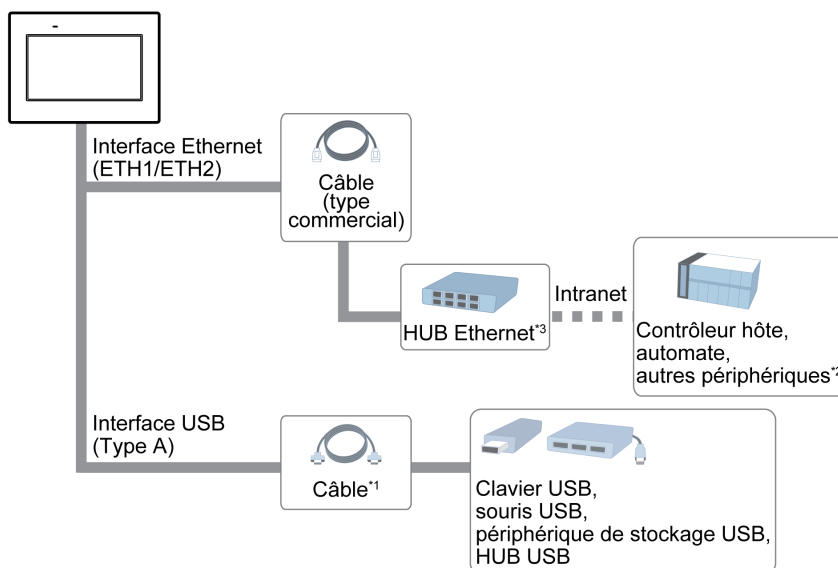 Interface Ethernet
(ETH1/ETH2)
Câble
(type
commercial)
HUB Ethernet*3
Intranet
Contrôleur hôte,
automate,
autres périphériques*2
Interface USB
(Type A)
Câble*1
Clavier USB,
souris USB,
périphérique de stockage USB,
HUB USB